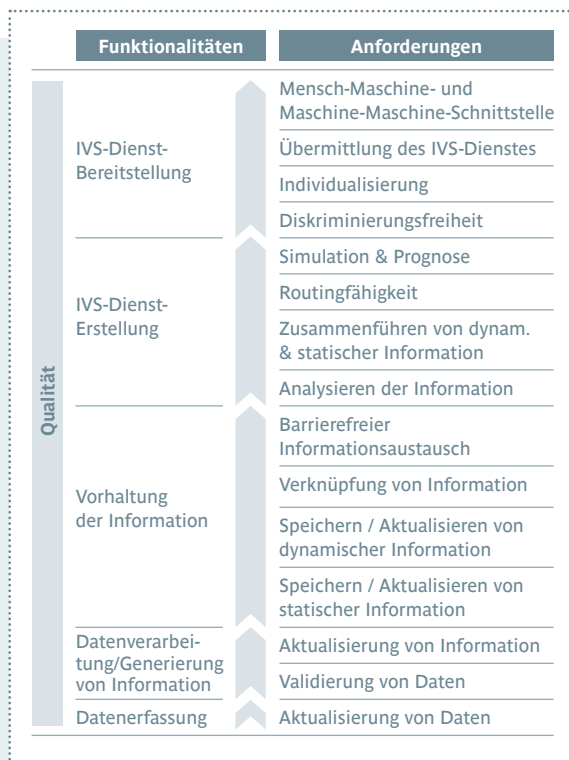 Funktionalitäten
Anforderungen
Qualität
IVS-Dienst-
Bereitstellung
Mensch-Maschine- und
Maschine-Maschine-Schnittstelle
Übermittlung des IVS-Dienstes
Individualisierung
Diskriminierungsfreiheit
IVS-Dienst-
Erstellung
Simulation & Prognose
Routingfähigkeit
Zusammenführen von dynam.
& statischer Information
Analysieren der Information
Vorhaltung
der Information
Barrierefreier
Informationsaustausch
Verknüpfung von Information
Speichern / Aktualisieren von
dynamischer Information
Speichern / Aktualisieren von
statischer Information
Datenverarbei-
tung/Generierung
von Information
Aktualisierung von Information
Validierung von Daten
Datenerfassung
Aktualisierung von Daten